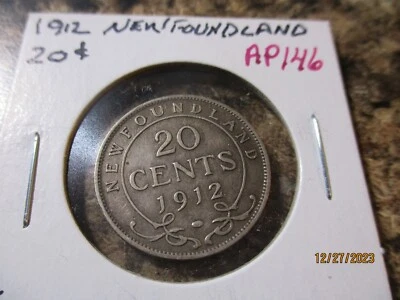 1912 NEWFOUNDLAND
20¢
AP146
NEWFOUNDLAND
20
CENTS
1912
12/27/2023